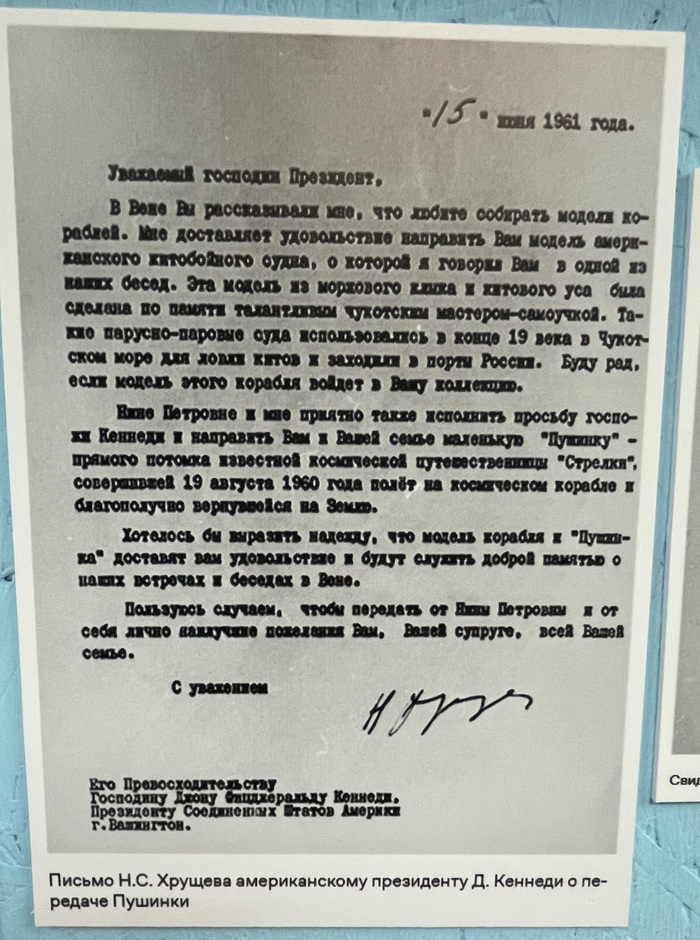 "15" июня 1961 года.
Уважаемый господин Президент,
В Вене Вы рассказывали мне, что любите собирать модели ко-
раблей. Мне доставляет удовольствие направить Вам модель амери-
канского китобойного судна, о которой я говорил Вам в одной из
наших бесед. Эта модель из моржового клыка и китового уса была
сделана по памяти талантливым чукотским мастером-самоучкой. Та-
кие парусно-паровые суда использовались в конце 19 века в Чукот-
ском море для ловли китов и заходили в порты России. Буду рад,
если модель этого корабля войдет в Вашу коллекцию.
Нине Петровне и мне приятно также исполнить просьбу госпо-
жи Кеннеди и направить Вам и Вашей семье маленькую "Пушинку" -
прямого потомка известной космической путешественницы "Стрелки",
совершившей 19 августа 1960 года полёт на космическом корабле и
благополучно вернувшейся на Землю.
Хотелось бы выразить надежду, что модель корабля и "Пушин-
ка" доставят вам удовольствие и будут служить доброй памятью о
наших встречах и беседах в Вене.
Пользуюсь случаем, чтобы передать от Нины Петровны и от
себя лично наилучшие пожелания Вам, Вашей супруге, всей Вашей
семье.
С уважением
Его Превосходительству
Господину Джону Фицджеральду Кеннеди,
Президенту Соединенных Штатов Америки
г.Вашингтон.
Письмо Н.С. Хрущева американскому президенту Д. Кеннеди о пе-
редаче Пушинки